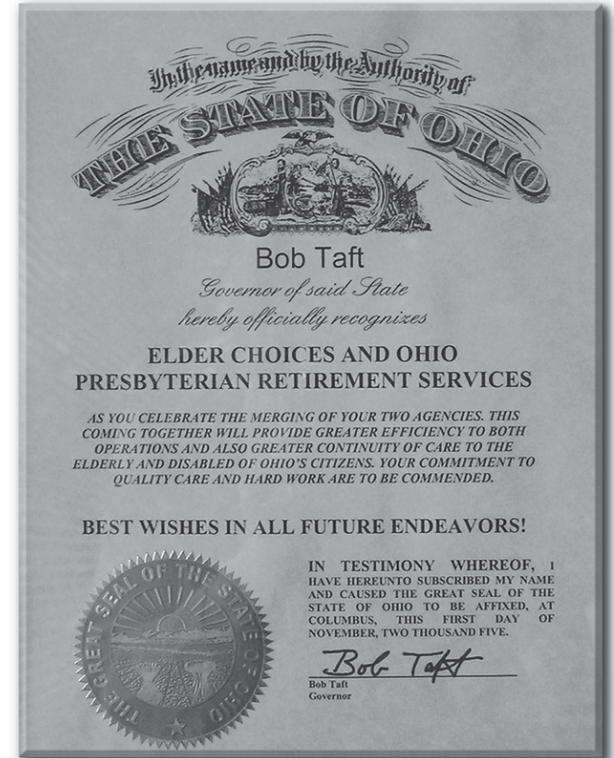 In the name and by the Authority of
THE STATE OF OHIO
Bob Taft
Governor of said State
hereby officially recognizes
ELDER CHOICES AND OHIO
PRESBYTERIAN RETIREMENT SERVICES
AS YOU CELEBRATE THE MERGING OF YOUR TWO AGENCIES. THIS
COMING TOGETHER WILL PROVIDE GREATER EFFICIENCY TO BOTH
OPERATIONS AND ALSO GREATER CONTINUITY OF CARE TO THE
ELDERLY AND DISABLED OF OHIO'S CITIZENS. YOUR COMMITMENT TO
QUALITY CARE AND HARD WORK ARE TO BE COMMENDED.
BEST WISHES IN ALL FUTURE ENDEAVORS!
THE GREAT SEAL OF THE STATE OF OHIO
IN TESTIMONY WHEREOF, I
HAVE HEREUNTO SUBSCRIBED MY NAME
AND CAUSED THE GREAT SEAL OF THE
STATE OF OHIO TO BE AFFIXED, AT
COLUMBUS, THIS FIRST DAY OF
NOVEMBER, TWO THOUSAND FIVE.
Bob Taft
Bob Taft
Governor